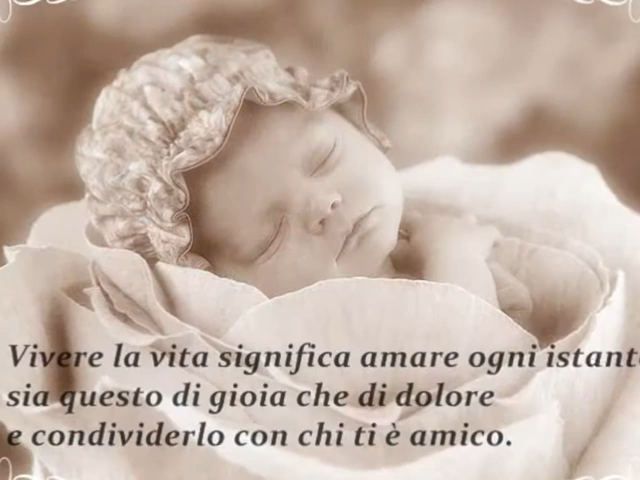 Vivere la vita significa amare ogni istant
sia questo di gioia che di dolore
e condividerlo con chi ti è amico.